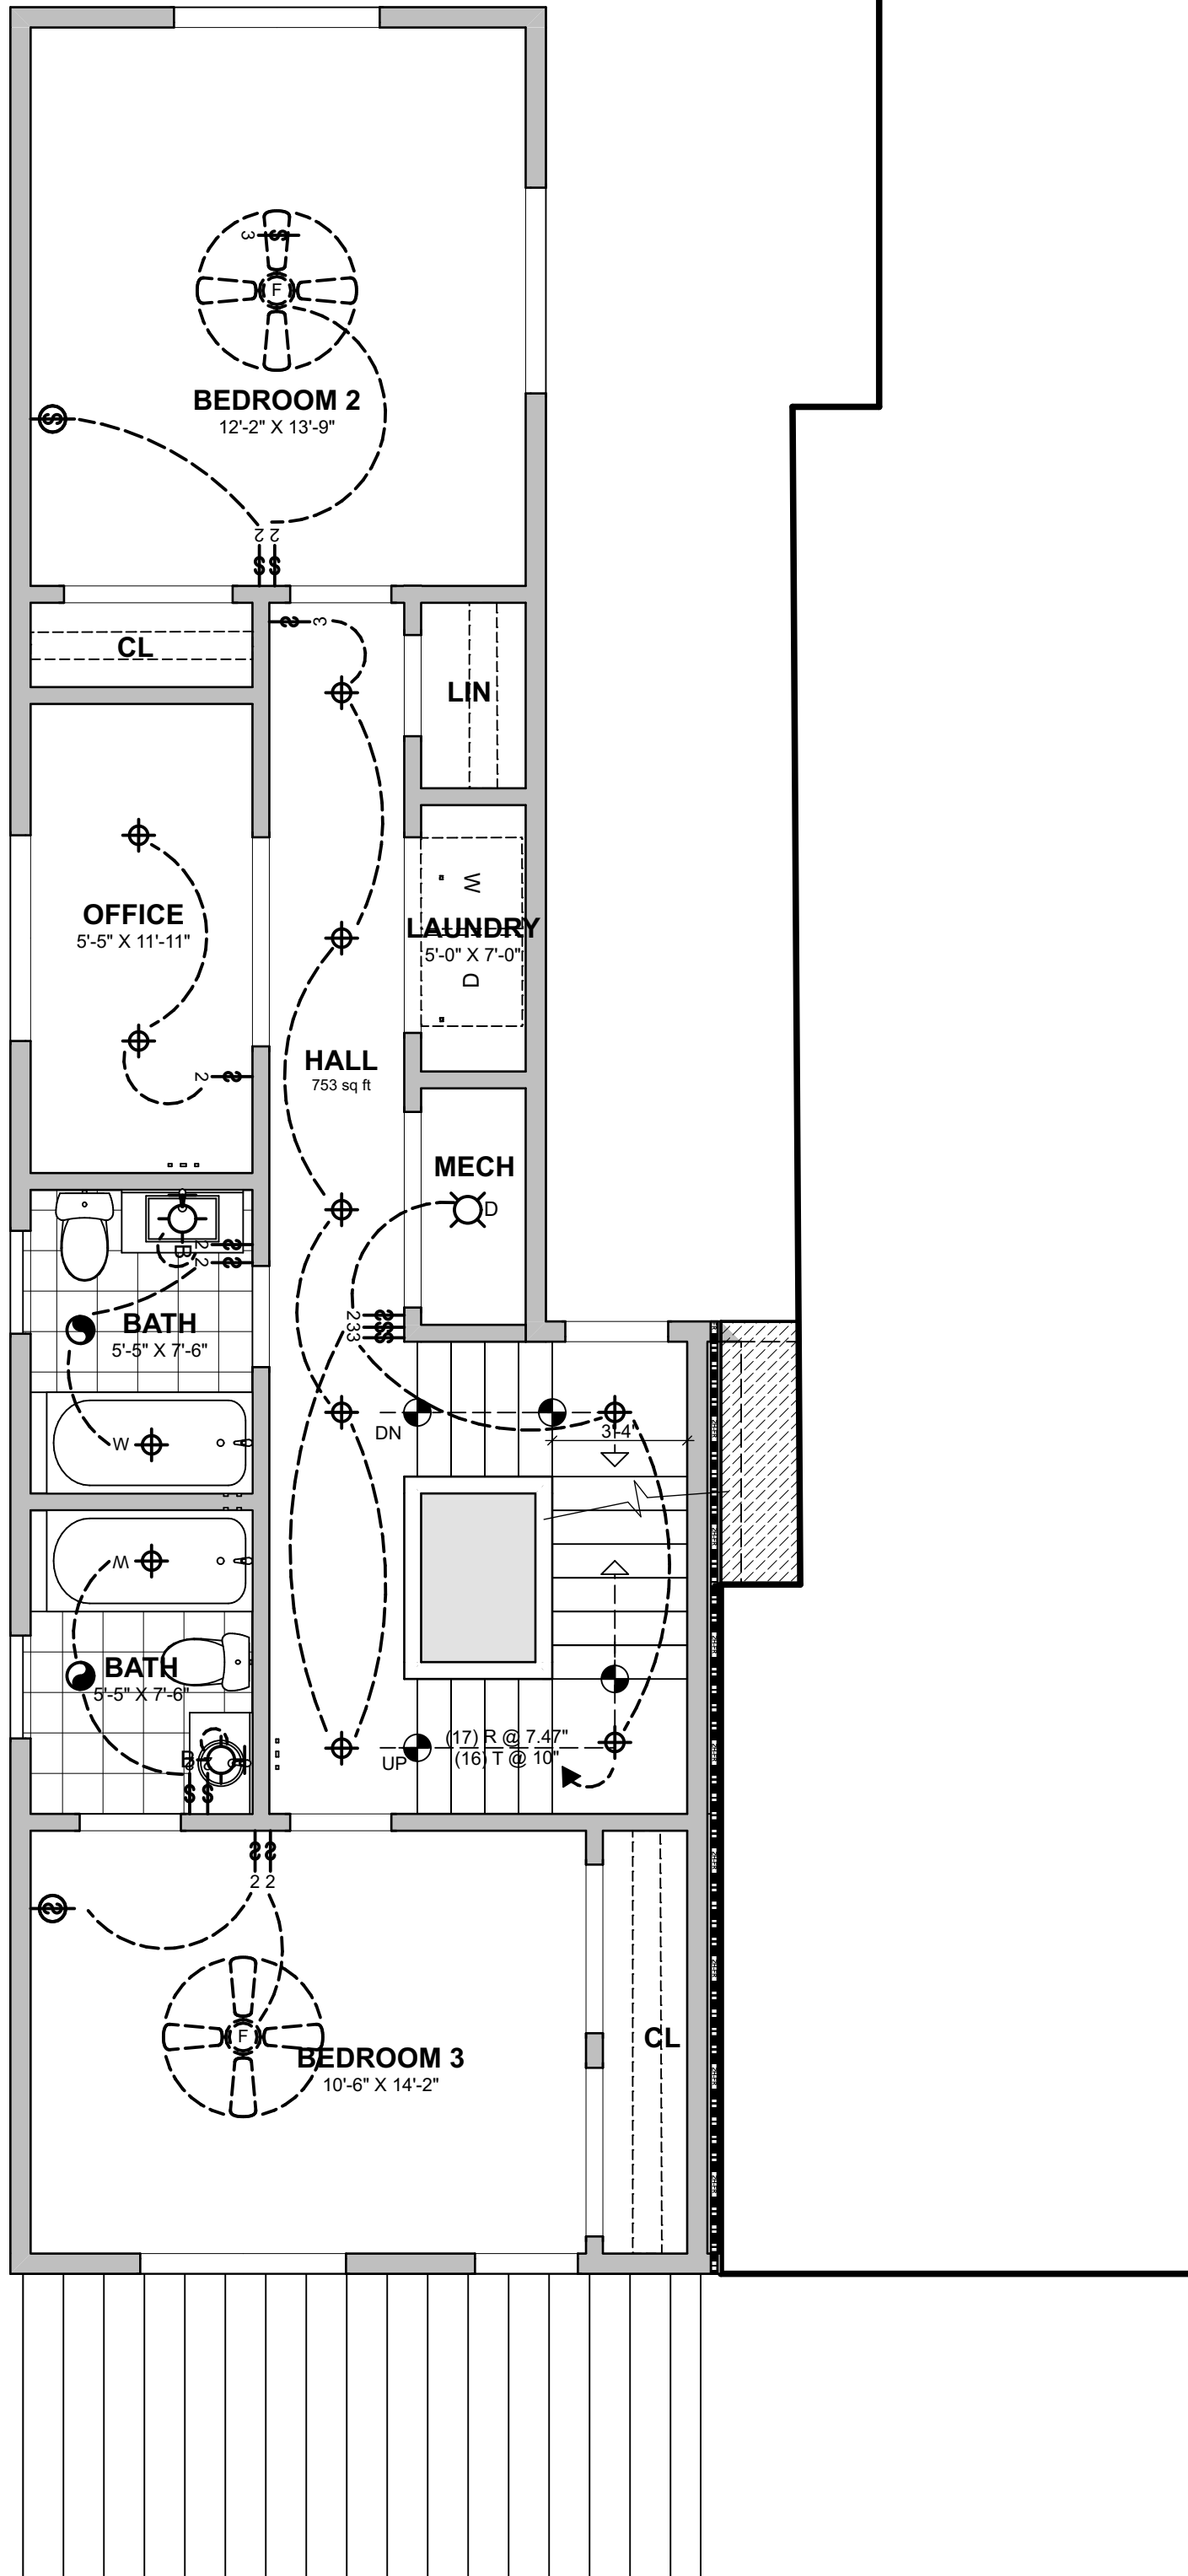 3
F
BEDROOM 2
12'-2" X 13'-9"
$
2 2
$ $
$ 3
CL
LIN
W
OFFICE
5'-5" X 11'-11"
LAUNDRY
5'-0" X 7'-0"
D
HALL
753 sq ft
2 $
MECH
D
2 $
B 2 $
BATH
5'-5" X 7'-6"
2 $
3 $
3 $
DN
3'-4"
W
W
BATH
5'-5" X 7'-6"
(17) R @ 7.47"
(16) T @ 10"
UP
B
$ $
$ $
2 2
$
F
BEDROOM 3
10'-6" X 14'-2"
CL